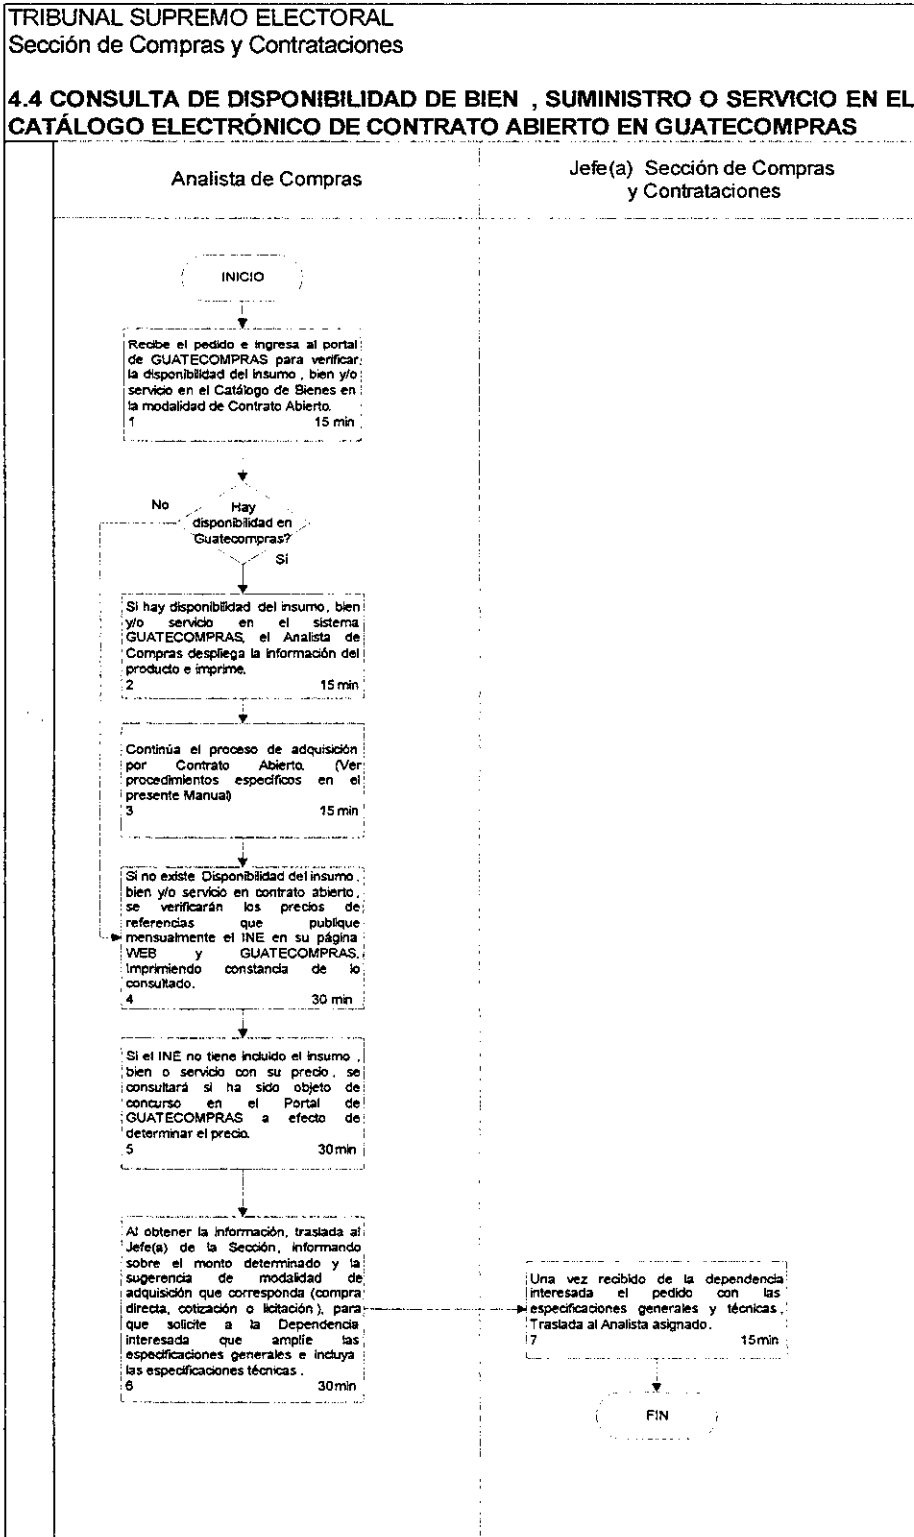 TRIBUNAL SUPREMO ELECTORAL
Sección de Compras y Contrataciones
4.4 CONSULTA DE DISPONIBILIDAD DE BIEN , SUMINISTRO O SERVICIO EN EL
CATÁLOGO ELECTRÓNICO DE CONTRATO ABIERTO EN GUATECOMPRAS
Analista de Compras
Jefe(a) Sección de Compras
y Contrataciones
INICIO
Recibe el pedido e ingresa al portal
de GUATECOMPRAS para verificar
la disponibilidad del insumo , bien y/o
servicio en el Catálogo de Bienes en
la modalidad de Contrato Abierto.
1 15 min
No
Hay
disponibilidad en
Guatecompras?
Sí
Si hay disponibilidad del insumo, bien
y/o servicio en el sistema
GUATECOMPRAS, el Analista de
Compras despliega la información del
producto e imprime.
2 15 min
Continúa el proceso de adquisición
por Contrato Abierto. (Ver
procedimientos específicos en el
presente Manual)
3 15 min
Si no existe Disponibilidad del insumo,
bien y/o servicio en contrato abierto,
se verificarán los precios de
referencias que publique
mensualmente el INE en su página
WEB y GUATECOMPRAS.
Imprimiendo constancia de lo
consultado.
4 30 min
Si el INE no tiene incluido el insumo ,
bien o servicio con su precio, se
consultará si ha sido objeto de
concurso en el Portal de
GUATECOMPRAS a efecto de
determinar el precio.
5 30 min
Al obtener la información, traslada al
Jefe(a) de la Sección, informando
sobre el monto determinado y la
sugerencia de modalidad de
adquisición que corresponda (compra
directa, cotización o licitación), para
que solicite a la Dependencia
interesada que amplíe las
especificaciones generales e incluya
las especificaciones técnicas .
6 30 min
Una vez recibido de la dependencia
interesada el pedido con las
especificaciones generales y técnicas ,
Traslada al Analista asignado.
7 15min
FIN